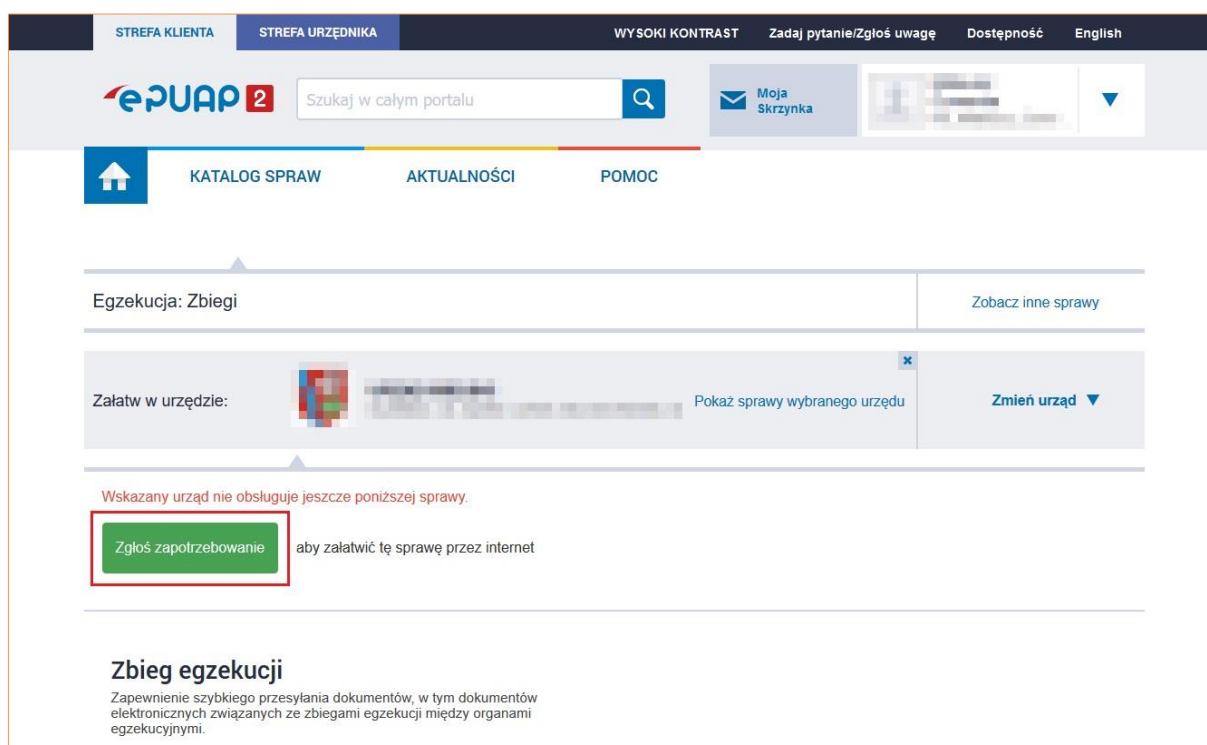 STREFA KLIENTA STREFA URZĘDNIKA WYSOKI KONTRAST Zadaj pytanie/Zgłoś uwagę Dostępność English
ePUAP 2 Szukaj w całym portalu Moja
Skrzynka
KATALOG SPRAW AKTUALNOŚCI POMOC
Egzekucja: Zbiegi Zobacz inne sprawy
Załatw w urzędzie: Pokaż sprawy wybranego urzędu Zmień urząd
Wskazany urząd nie obsługuje jeszcze poniższej sprawy.
Zgłoś zapotrzebowanie aby załatwić tę sprawę przez internet
Zbieg egzekucji
Zapewnienie szybkiego przesyłania dokumentów, w tym dokumentów
elektronicznych związanych ze zbiegami egzekucji między organami
egzekucyjnymi.